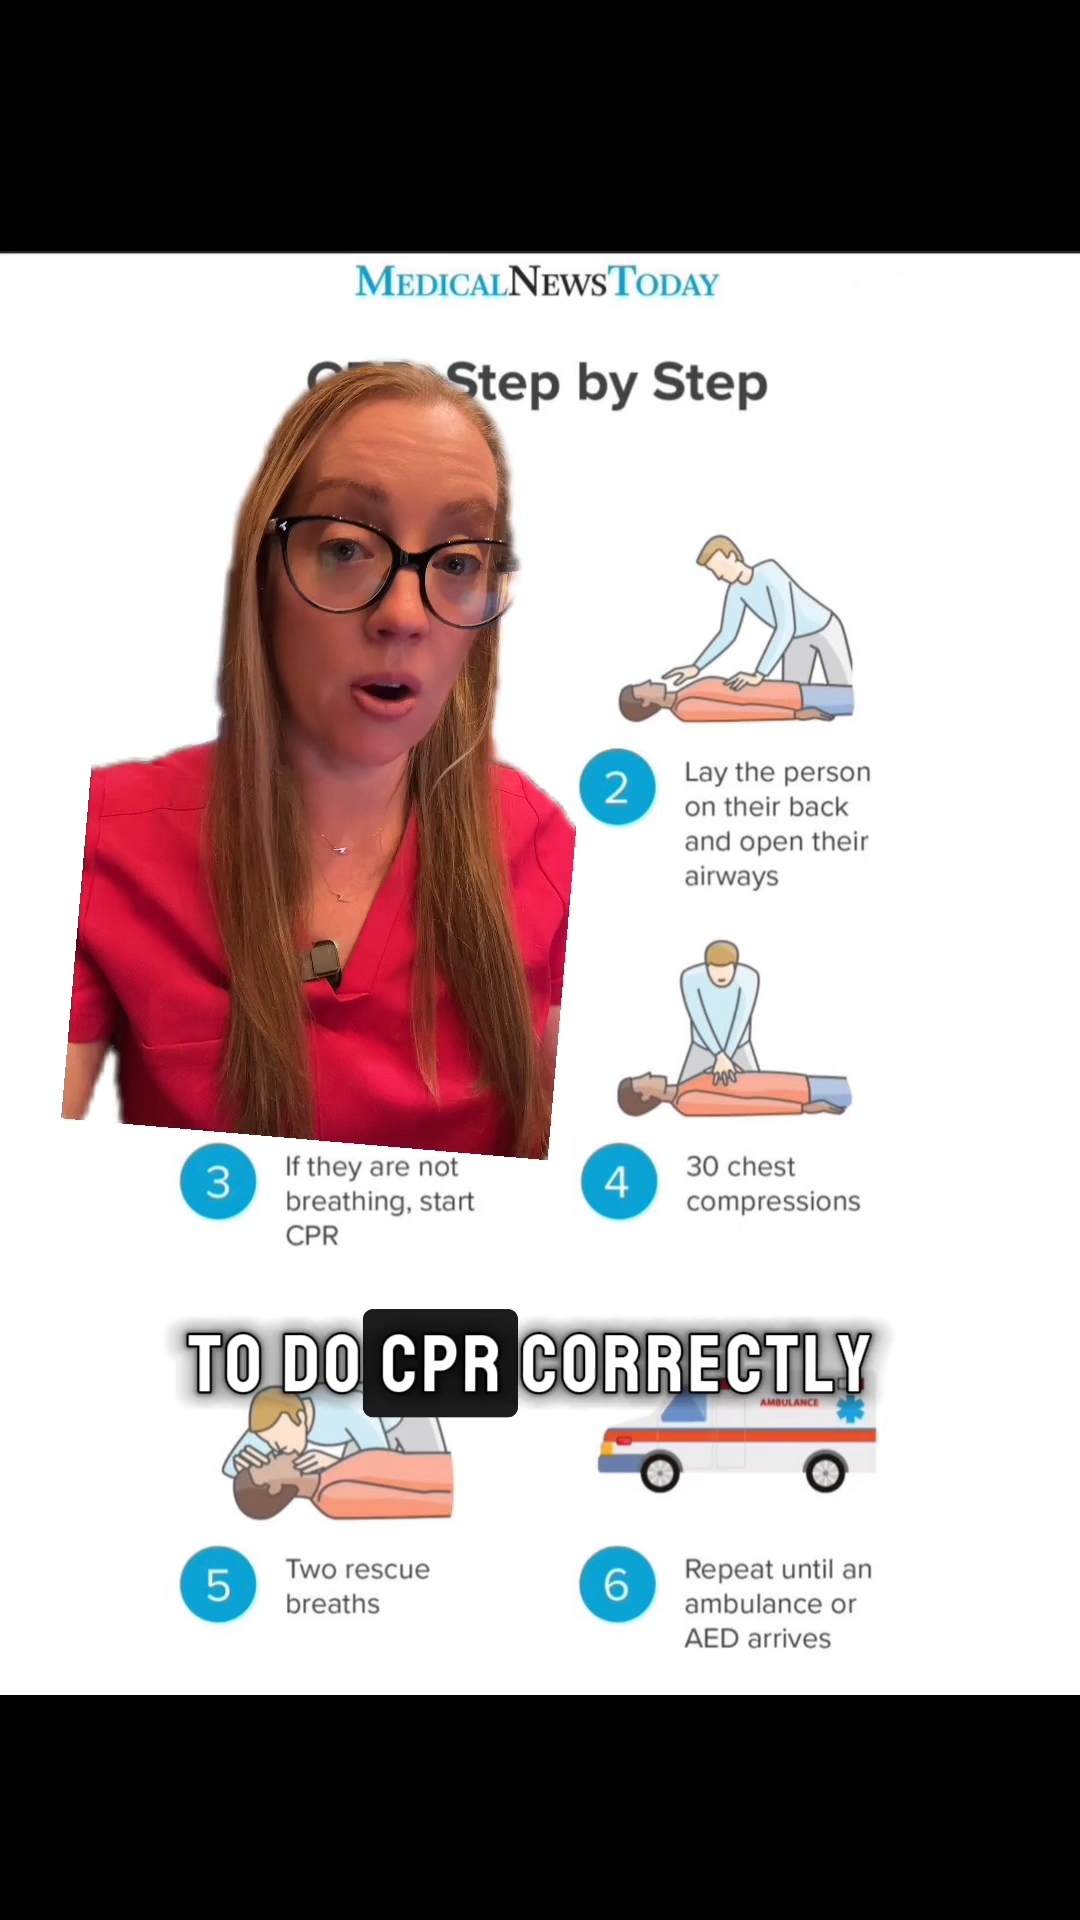 MEDICALNEWSTODAY
Step by Step
2
Lay the person
on their back
and open their
airways
3
If they are not
breathing, start
CPR
4
30 chest
compressions
TO DO CPR CORRECTLY
AMBULANCE
5
Two rescue
breaths
6
Repeat until an
ambulance or
AED arrives